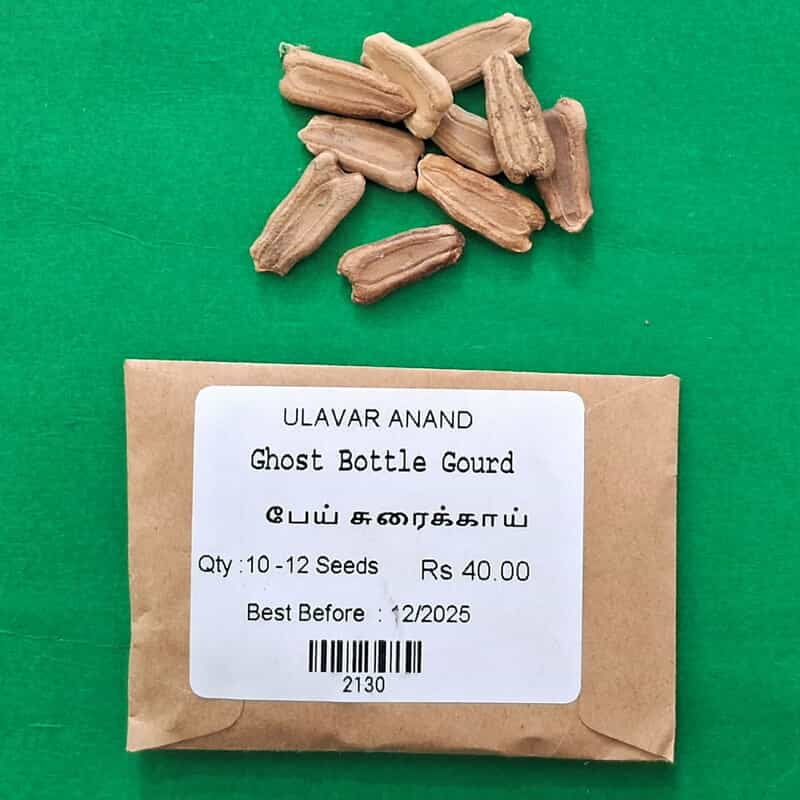 ULAVAR ANAND
Ghost Bottle Gourd
பேய் சுரைக்காய்
Qty :10 -12 Seeds Rs 40.00
Best Before : 12/2025
2130